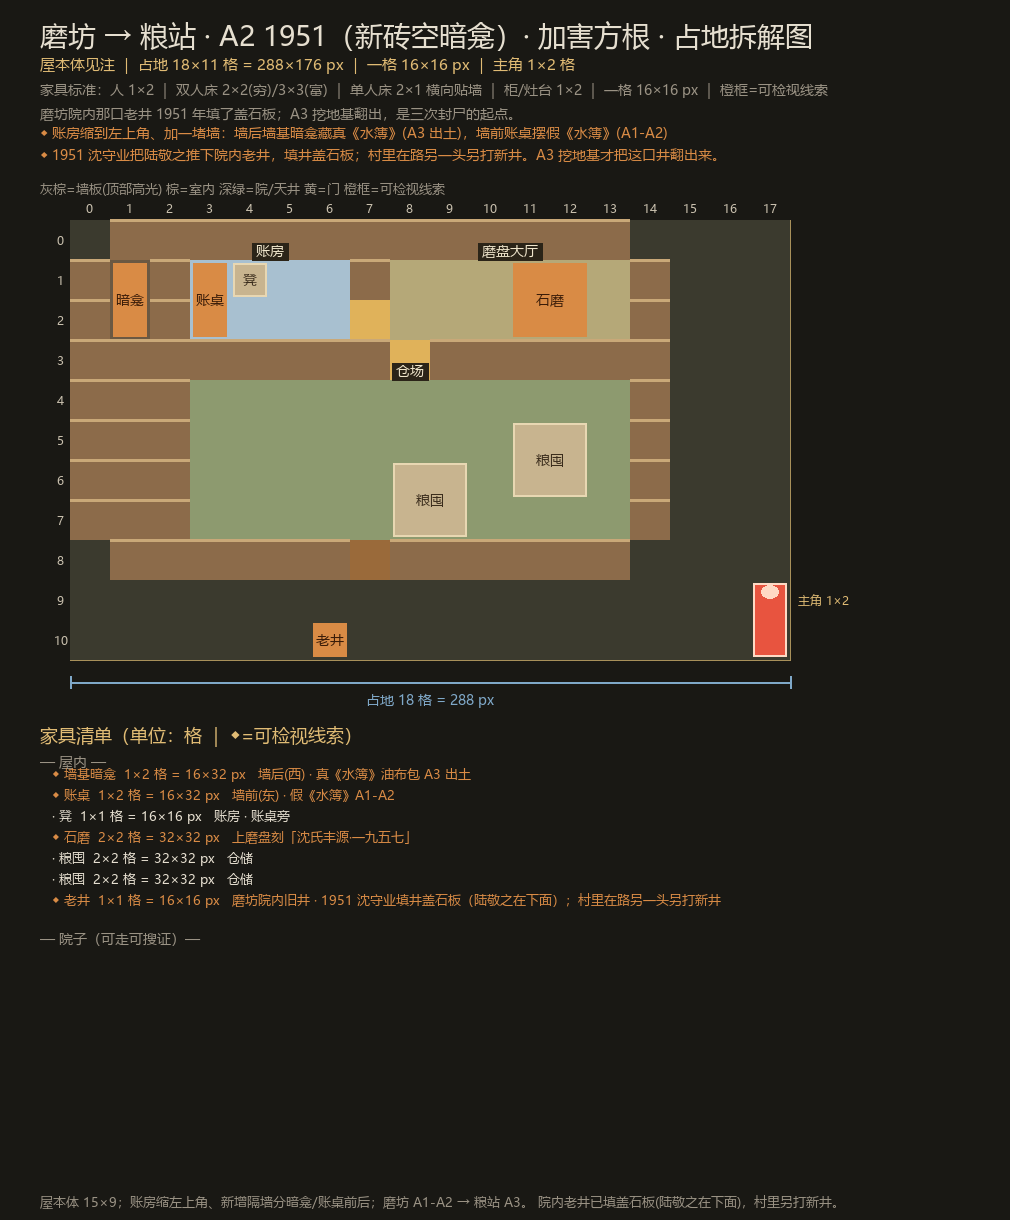 磨坊 → 粮站 · A2 1951（新砖空暗龛）· 加害方根 · 占地拆解图
屋本体见注 ｜ 占地 18×11 格 = 288×176 px ｜ 一格 16×16 px ｜ 主角 1×2 格
家具标准：人 1×2 ｜ 双人床 2×2(穷)/3×3(富) ｜ 单人床 2×1 横向贴墙 ｜ 柜/灶台 1×2 ｜ 一格 16×16 px ｜ 橙框=可检视线索
磨坊院内那口老井 1951 年填了盖石板；A3 挖地基翻出，是三次封尸的起点。
◆ 账房缩到左上角、加一堵墙：墙后墙基暗龛藏真《水簿》(A3 出土)，墙前账桌摆假《水簿》(A1-A2)
◆ 1951 沈守业把陆敬之推下院内老井，填井盖石板；村里在路另一头另打新井。A3 挖地基才把这口井翻出来。
灰棕=墙板(顶部高光) 棕=室内 深绿=院/天井 黄=门 橙框=可检视线索
0 1 2 3 4 5 6 7 8 9 10 11 12 13 14 15 16 17
0
账房 磨盘大厅
1 凳
暗龛 账桌 石磨
2
3
仓场
4
5 粮囤
6
粮囤
7
8
9 主角 1×2
10 老井
占地 18 格 = 288 px
家具清单（单位：格 ｜ ◆=可检视线索）
— 屋内 —
◆ 墙基暗龛 1×2 格 = 16×32 px 墙后(西) · 真《水簿》油布包 A3 出土
◆ 账桌 1×2 格 = 16×32 px 墙前(东) · 假《水簿》A1-A2
· 凳 1×1 格 = 16×16 px 账房 · 账桌旁
◆ 石磨 2×2 格 = 32×32 px 上磨盘刻「沈氏丰源·一九五七」
· 粮囤 2×2 格 = 32×32 px 仓储
· 粮囤 2×2 格 = 32×32 px 仓储
◆ 老井 1×1 格 = 16×16 px 磨坊院内旧井 · 1951 沈守业填井盖石板（陆敬之在下面）；村里在路另一头另打新井
— 院子（可走可搜证）—
屋本体 15×9；账房缩左上角、新增隔墙分暗龛/账桌前后；磨坊 A1-A2 → 粮站 A3。 院内老井已填盖石板(陆敬之在下面)，村里另打新井。